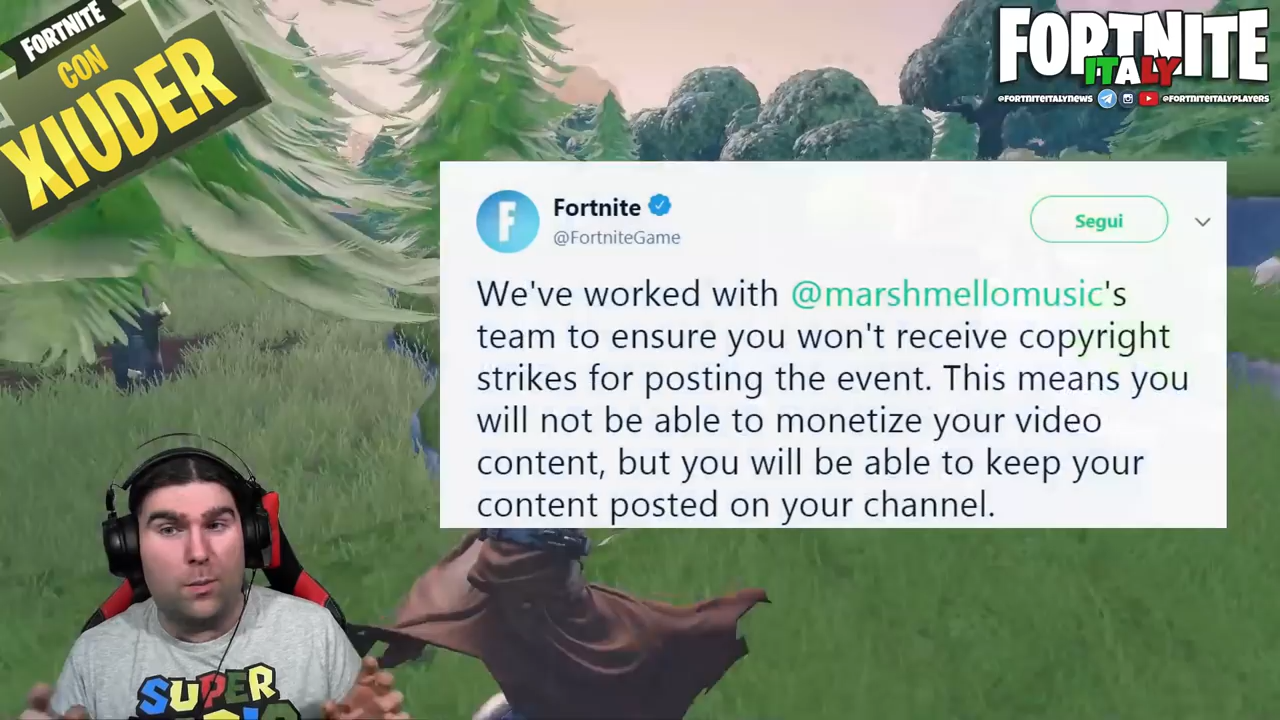 FORTNITE
CON
XIUDER
FORTNITE
ITALY
@FORTNITEITALYNEWS @FORTNITEITALYPLAYERS
Fortnite
@FortniteGame
Segui
We've worked with @marshmellomusic's
team to ensure you won't receive copyright
strikes for posting the event. This means you
will not be able to monetize your video
content, but you will be able to keep your
content posted on your channel.
SUPER
MARIO